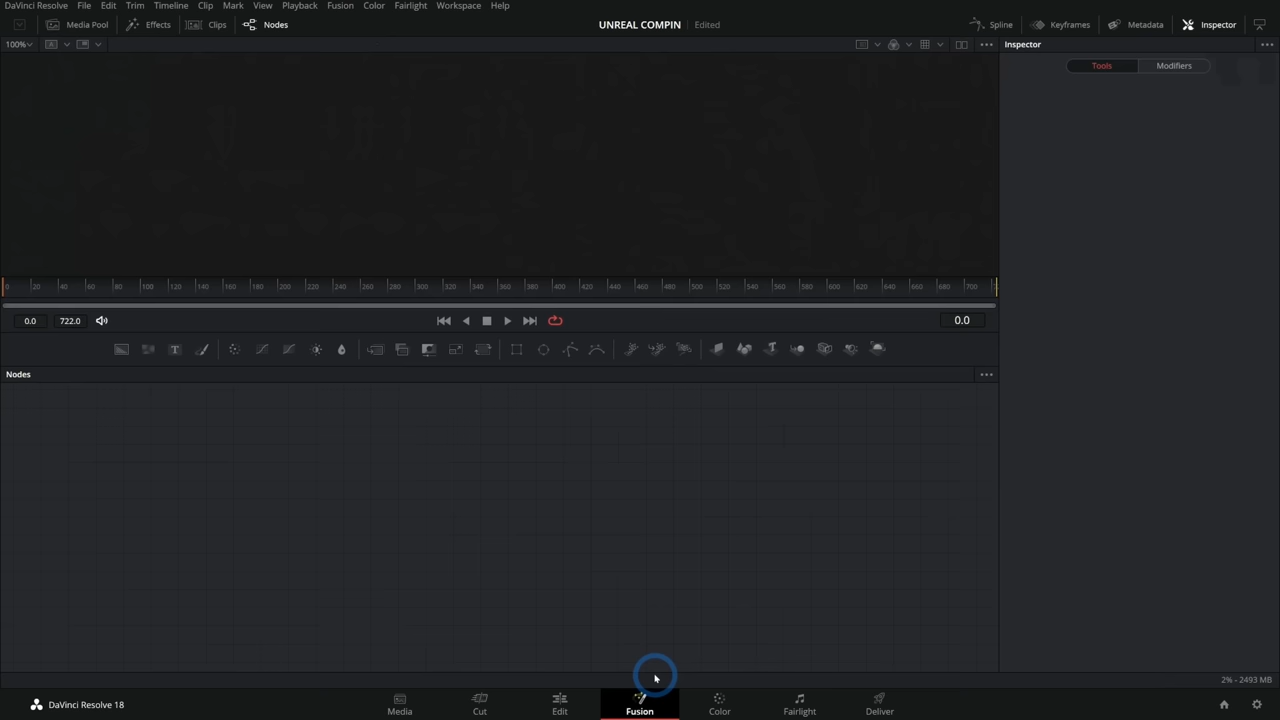 DaVinci Resolve File Edit Trim Timeline Clip Mark View Playback Fusion Color Fairlight Workspace Help
Media Pool Effects Clips Nodes UNREAL COMPIN Edited Spline Keyframes Metadata Inspector
100% Inspector
Tools Modifiers
0 20 40 60 80 100 120 140 160 180 200 220 240 260 280 300 320 340 360 380 400 420 440 460 480 500 520 540 560 580 600 620 640 660 680 700
0.0 722.0 0.0
Nodes
2% - 2493 MB
DaVinci Resolve 18 Media Cut Edit Fusion Color Fairlight Deliver